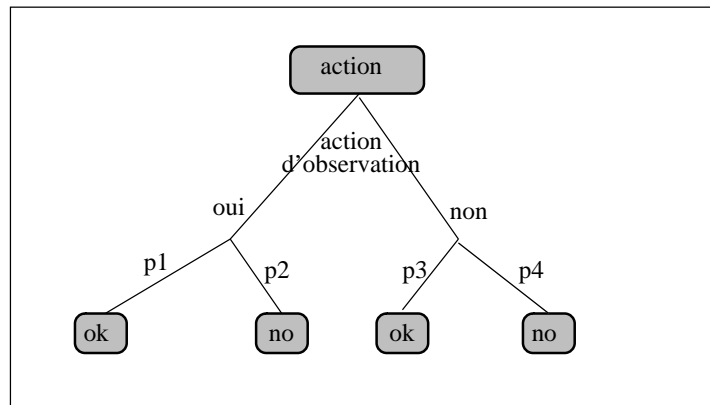 action
action
d'observation
oui
non
p1
p2
p3
p4
ok
no
ok
no